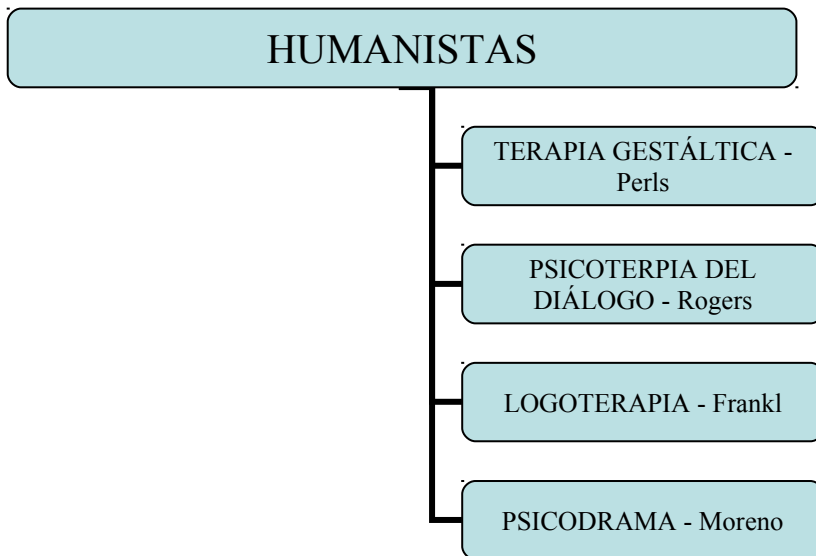 HUMANISTAS
TERAPIA GESTÁLTICA -
Perls
PSICOTERPIA DEL
DIÁLOGO - Rogers
LOGOTERAPIA - Frankl
PSICODRAMA - Moreno